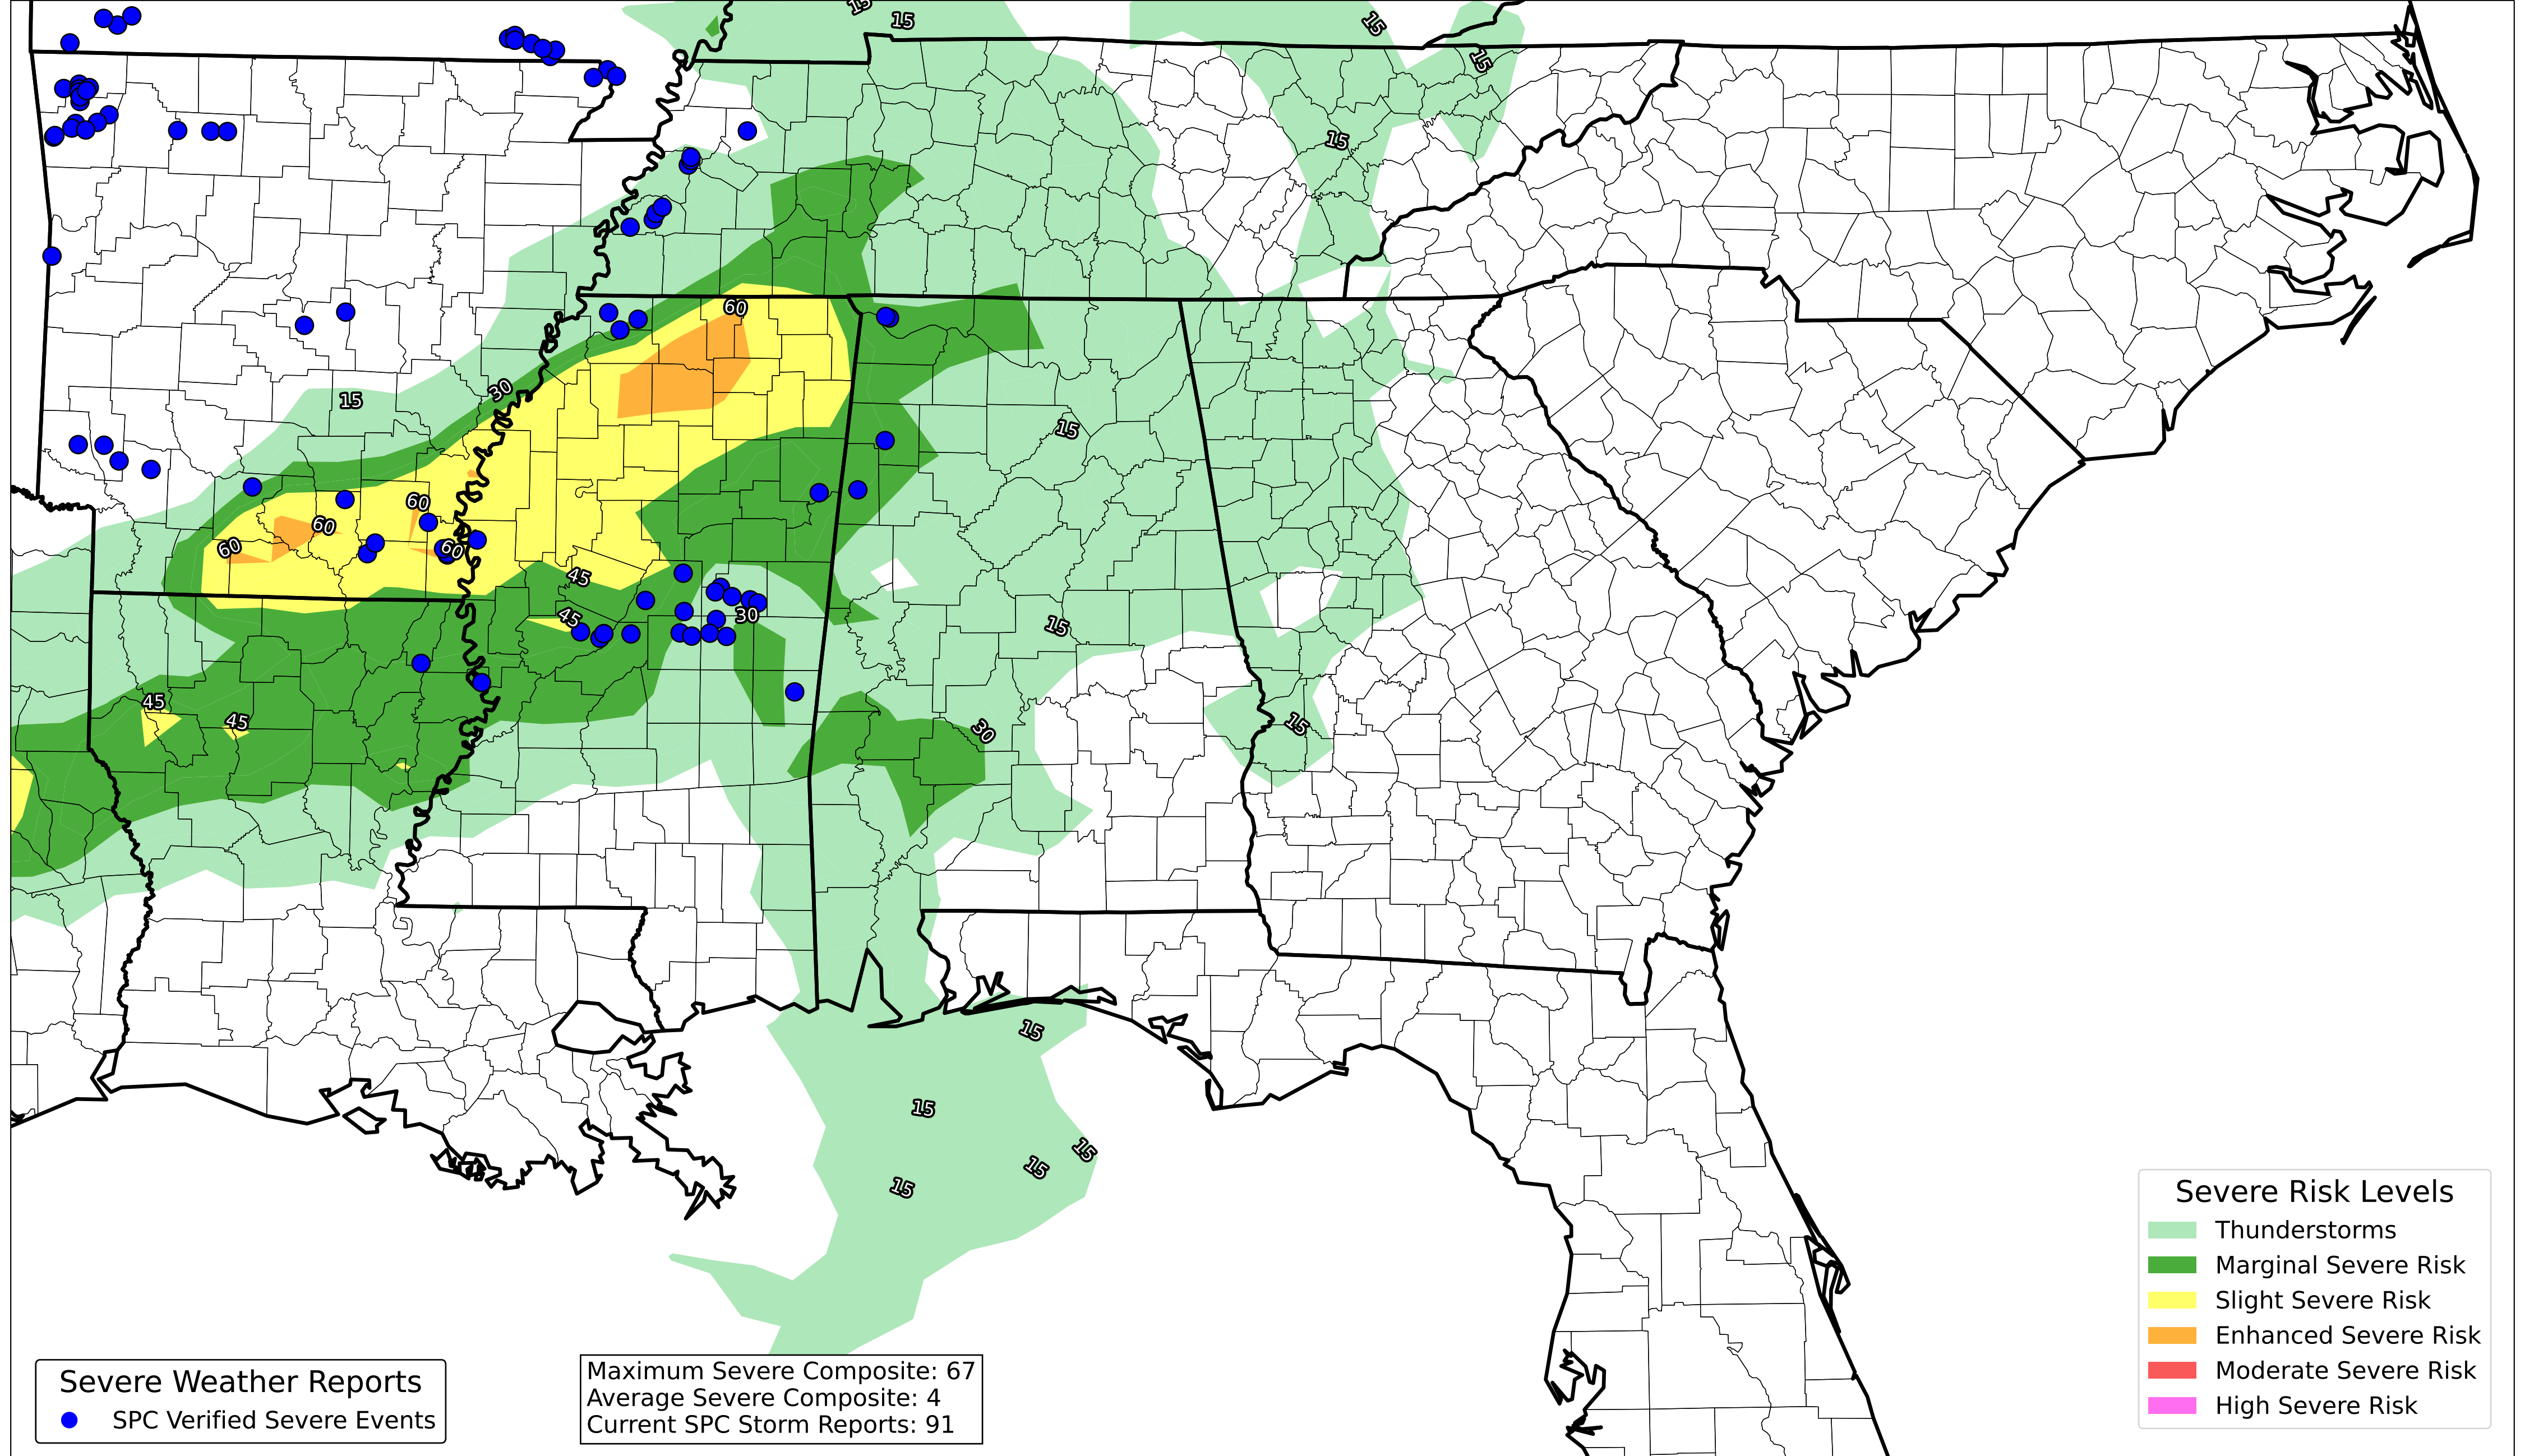 15
15
15
15
15
60
15
30
15
60
60
60
60
45
45
30
15
45
45
30
15
15
15
15
15
15
Severe Risk Levels
Thunderstorms
Marginal Severe Risk
Slight Severe Risk
Enhanced Severe Risk
Moderate Severe Risk
High Severe Risk
Severe Weather Reports
SPC Verified Severe Events
Maximum Severe Composite: 67
Average Severe Composite: 4
Current SPC Storm Reports: 91